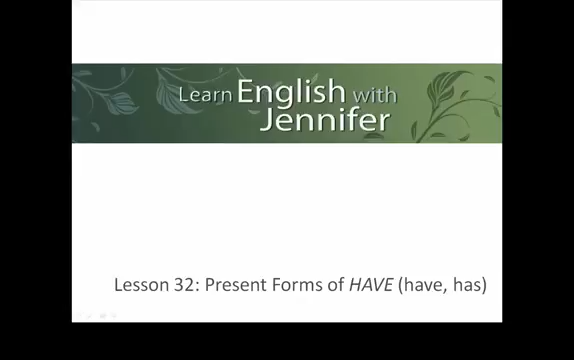 Learn English with
Jennifer
Lesson 32: Present Forms of HAVE (have, has)